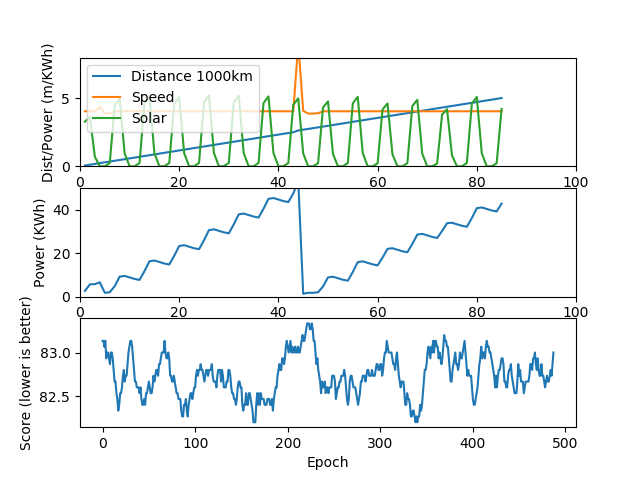 Dist/Power (m/KWh)
5
0
Distance 1000km
Speed
Solar
0 20 40 60 80 100
Power (KWh)
40
20
0
0 20 40 60 80 100
Score (lower is better)
83.0
82.5
0 100 200 300 400 500
Epoch